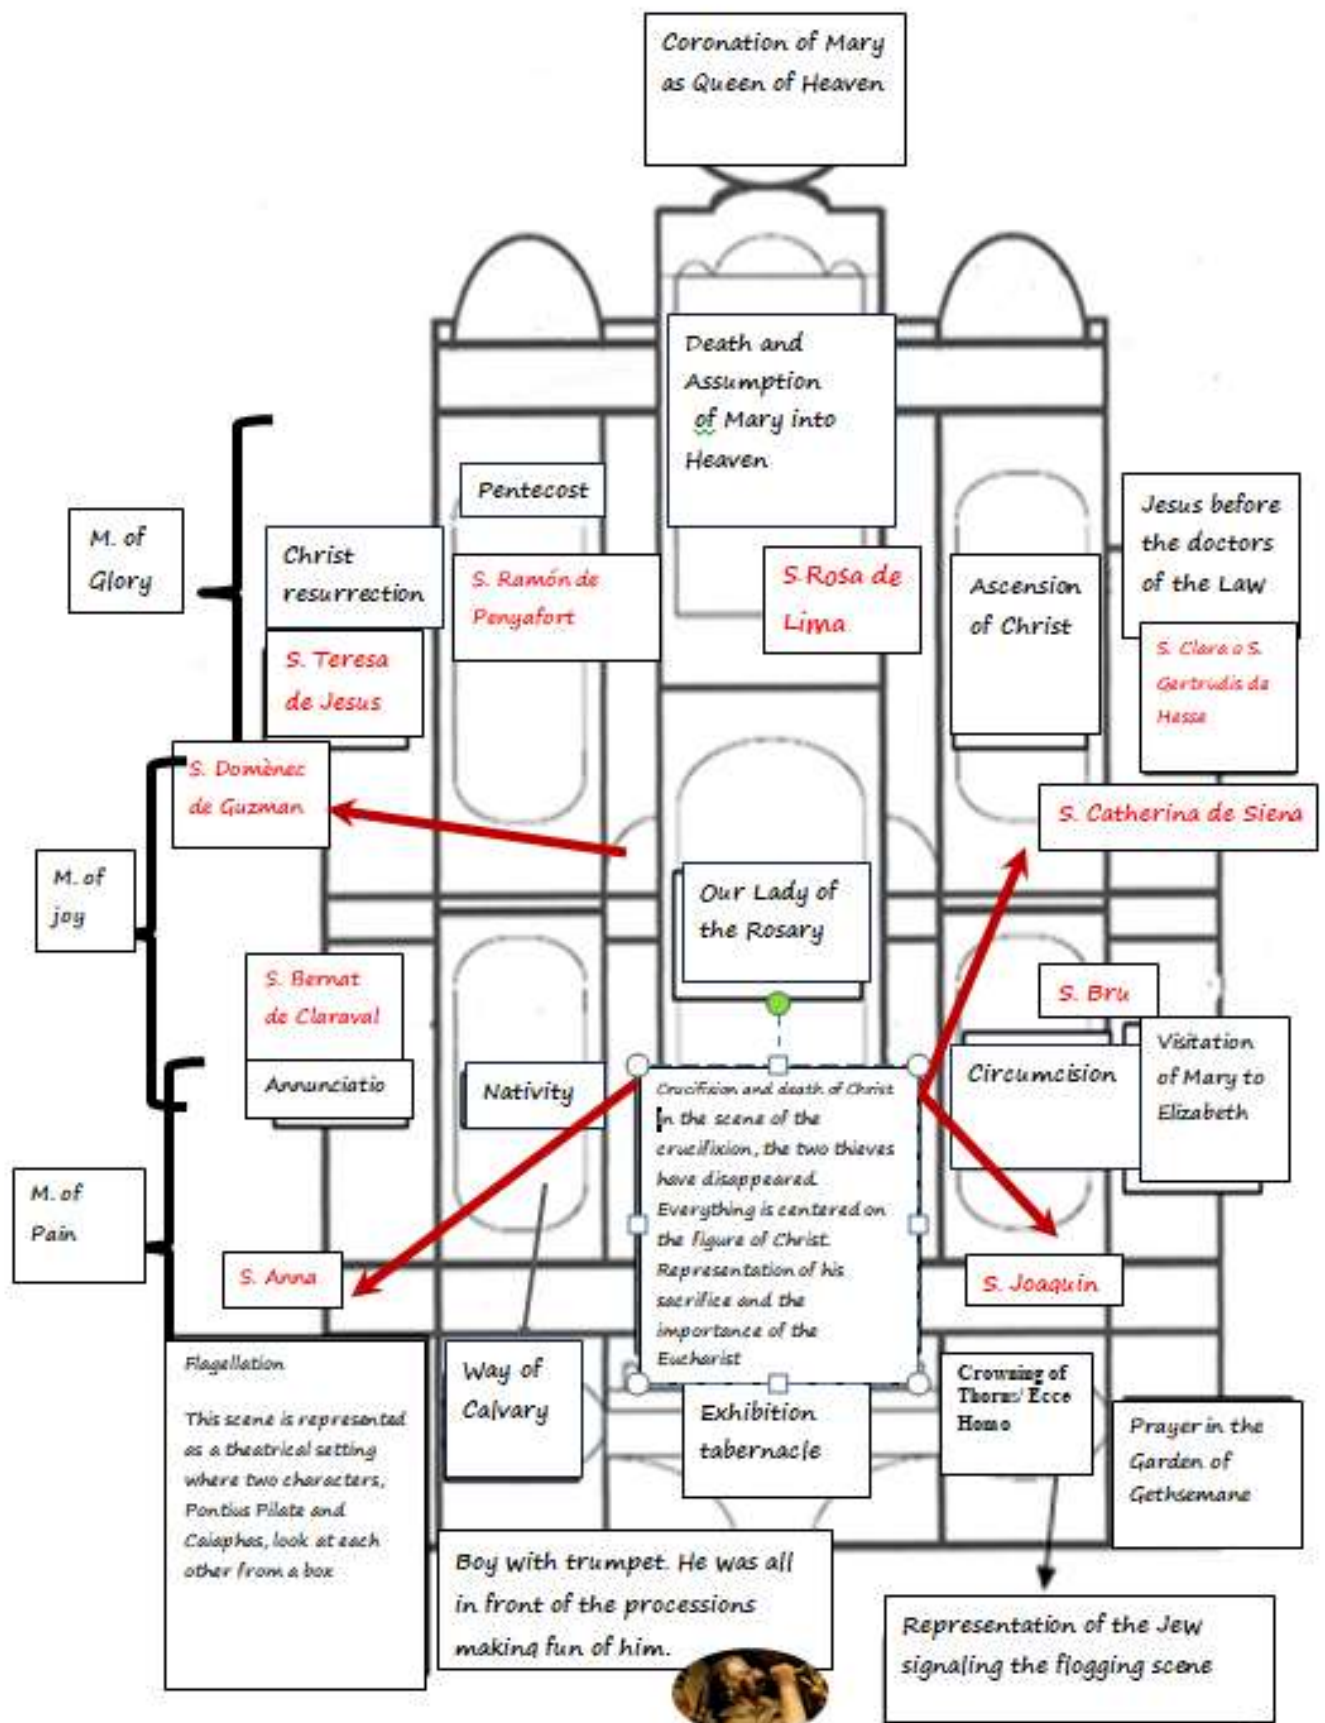 Coronation of Mary
as Queen of Heaven
Death and
Assumption
of Mary into
Heaven
Pentecost
M. of
Glory
Christ
resurrection
S. Ramón de
Penyafort
S Rosa de
Lima
Ascension
of Christ
Jesus before
the doctors
of the Law
S. Teresa
de Jesus
S. Clara o S.
Gertrudis de
Hesse
S. Domènec
de Guzman
S. Catherina de Siena
M. of
joy
Our Lady of
the Rosary
S. Bernat
de Claraval
S. Bru
Annunciatio
Nativity
Circumcision
Visitation
of Mary to
Elizabeth
Crucifixion and death of Christ
In the scene of the
crucifixion, the two thieves
have disappeared.
Everything is centered on
the figure of Christ.
Representation of his
sacrifice and the
importance of the
Eucharist
M. of
Pain
S. Anna
S. Joaquin
Flagellation
This scene is represented
as a theatrical setting
where two characters,
Pontius Pilate and
Caiaphas, look at each
other from a box
Way of
Calvary
Exhibition
tabernacle
Crowning of
Thorns/ Ecce
Homo
Prayer in the
Garden of
Gethsemane
Boy with trumpet. He was all
in front of the processions
making fun of him.
Representation of the Jew
signaling the flogging scene